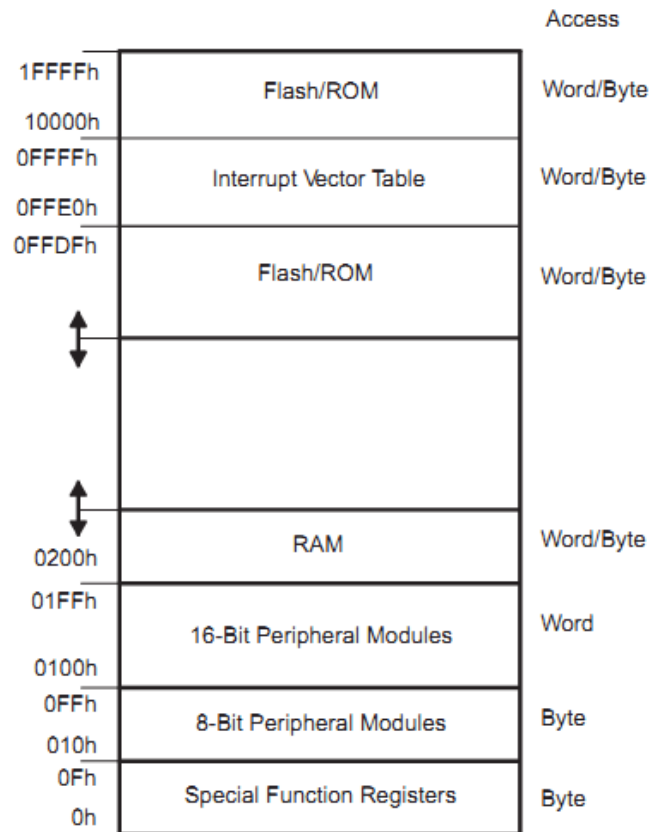 Access
1FFFFh
Flash/ROM
Word/Byte
10000h
0FFFFh
Interrupt Vector Table
Word/Byte
0FFE0h
0FFDFh
Flash/ROM
Word/Byte
RAM
Word/Byte
0200h
01FFh
16-Bit Peripheral Modules
Word
0100h
0FFh
8-Bit Peripheral Modules
Byte
010h
0Fh
Special Function Registers
Byte
0h